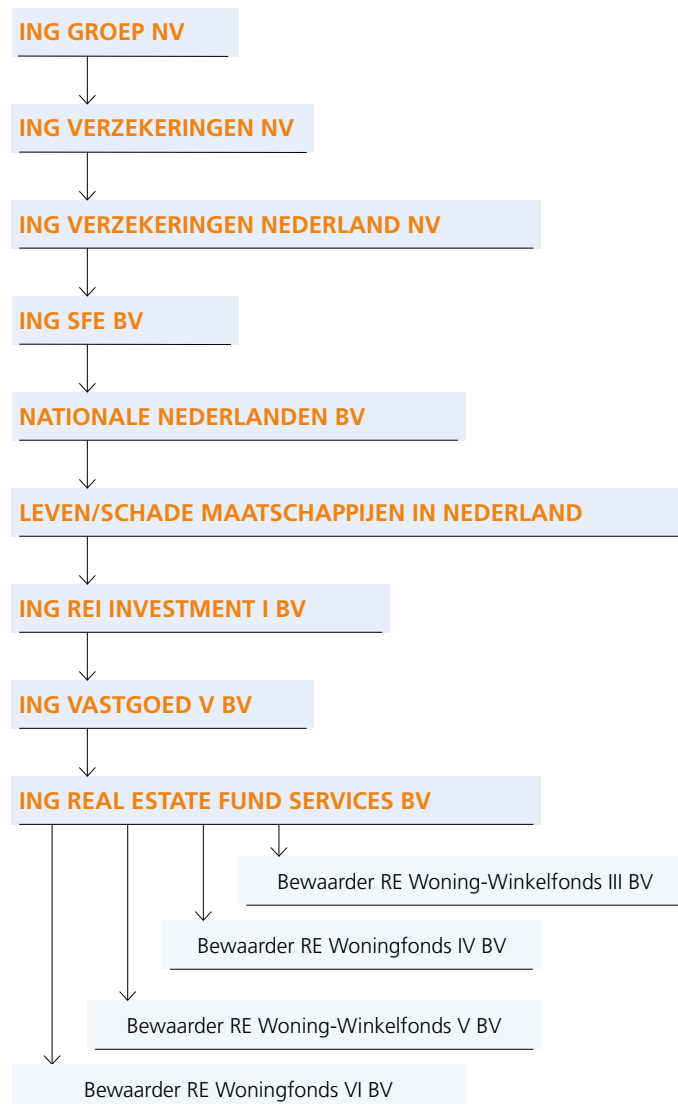 ING GROEP NV
ING VERZEKERINGEN NV
ING VERZEKERINGEN NEDERLAND NV
ING SFE BV
NATIONALE NEDERLANDEN BV
LEVEN/SCHADE MAATSCHAPPIJEN IN NEDERLAND
ING REI INVESTMENT I BV
ING VASTGOED V BV
ING REAL ESTATE FUND SERVICES BV
Bewaarder RE Woning-Winkelfonds III BV
Bewaarder RE Woningfonds IV BV
Bewaarder RE Woning-Winkelfonds V BV
Bewaarder RE Woningfonds VI BV